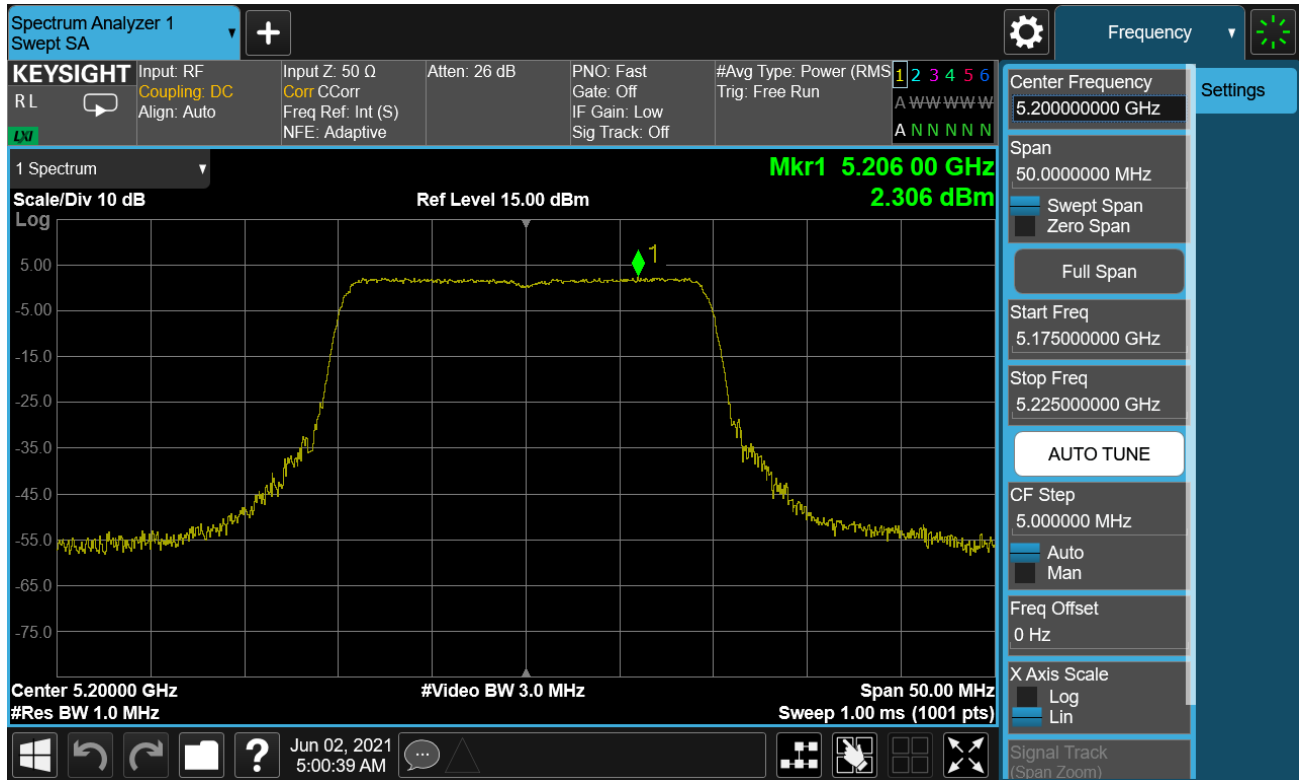 Spectrum Analyzer 1
Swept SA
+
Frequency
KEYSIGHT
R L
LXI
Input: RF
Coupling: DC
Align: Auto
Input Z: 50 Ω
Corr CCorr
Freq Ref: Int (S)
NFE: Adaptive
Atten: 26 dB
PNO: Fast
Gate: Off
IF Gain: Low
Sig Track: Off
#Avg Type: Power (RMS
Trig: Free Run
1 2 3 4 5 6
A W W W W W
A N N N N N
1 Spectrum
Scale/Div 10 dB
Log
Ref Level 15.00 dBm
Mkr1 5.206 00 GHz
2.306 dBm
1
5.00
-5.00
-15.0
-25.0
-35.0
-45.0
-55.0
-65.0
-75.0
Center 5.20000 GHz
#Res BW 1.0 MHz
#Video BW 3.0 MHz
Span 50.00 MHz
Sweep 1.00 ms (1001 pts)
Center Frequency
5.200000000 GHz
Settings
Span
50.0000000 MHz
Swept Span
Zero Span
Full Span
Start Freq
5.175000000 GHz
Stop Freq
5.225000000 GHz
AUTO TUNE
CF Step
5.000000 MHz
Auto
Man
Freq Offset
0 Hz
X Axis Scale
Log
Lin
Signal Track
(Span Zoom)
?
Jun 02, 2021
5:00:39 AM